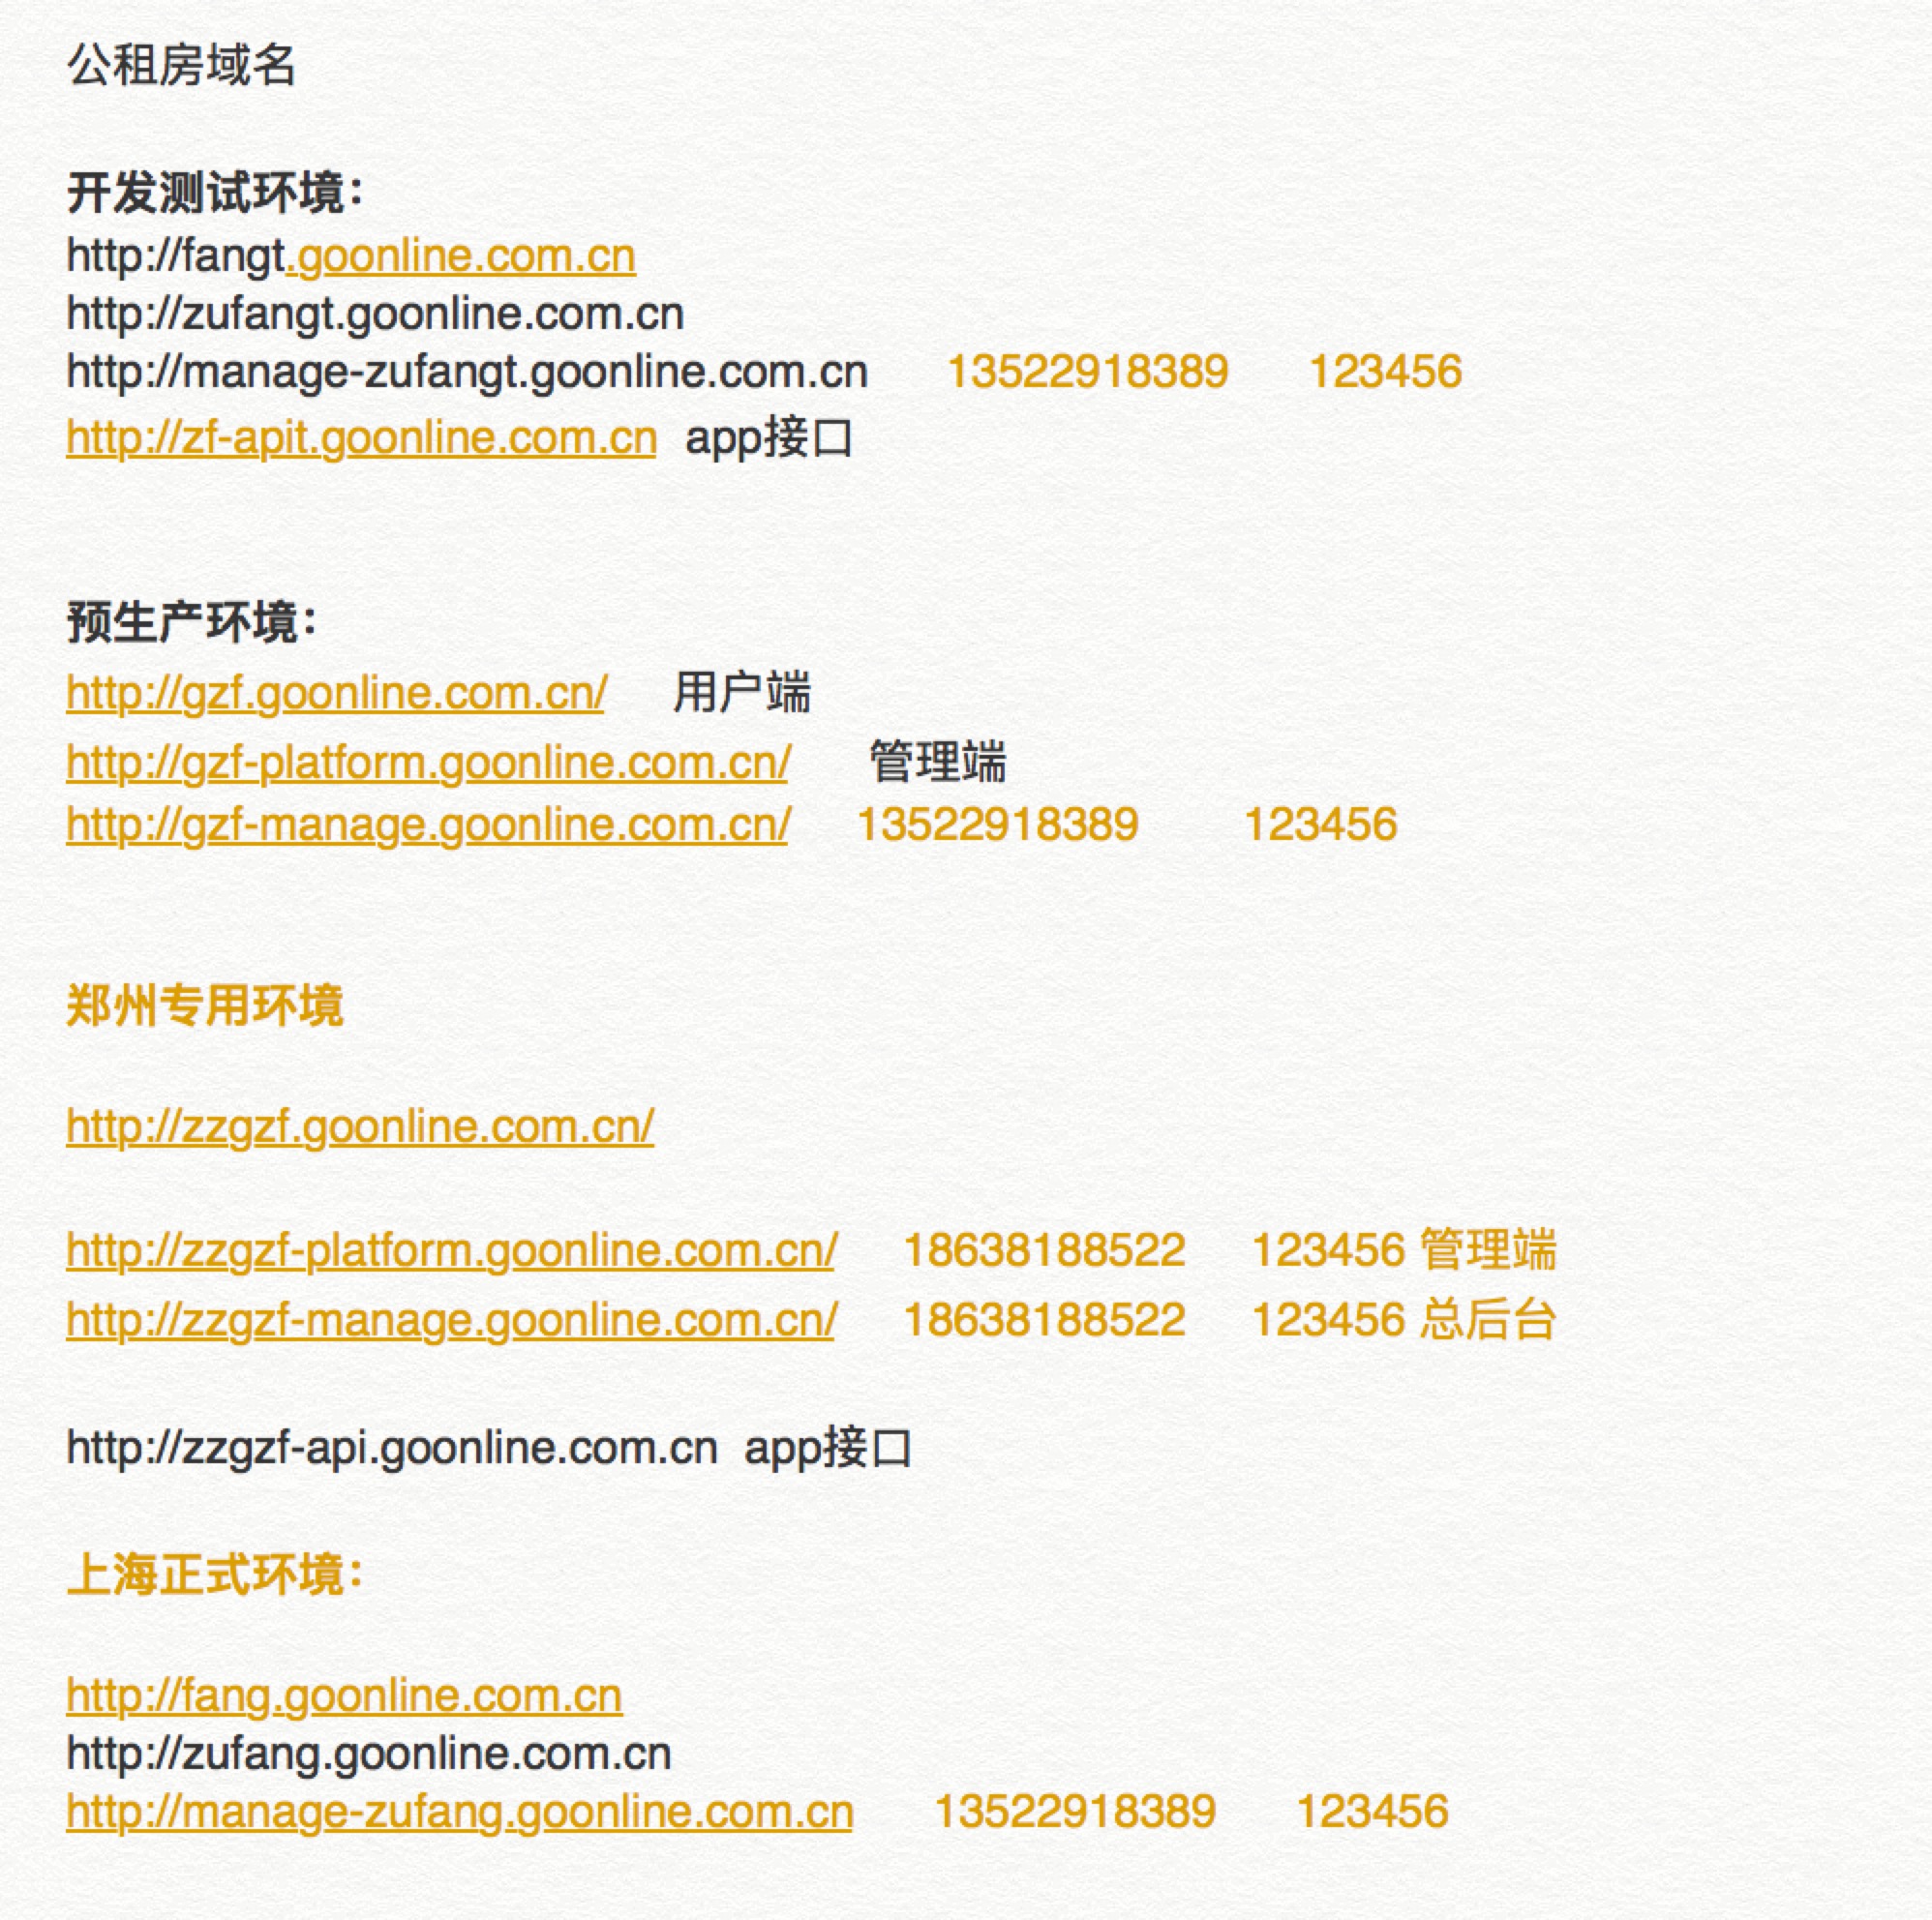 公租房域名
开发测试环境：
http://fangt.goonline.com.cn
http://zufangt.goonline.com.cn
http://manage-zufangt.goonline.com.cn 13522918389 123456
http://zf-apit.goonline.com.cn app接口
预生产环境：
http://gzf.goonline.com.cn/ 用户端
http://gzf-platform.goonline.com.cn/ 管理端
http://gzf-manage.goonline.com.cn/ 13522918389 123456
郑州专用环境
http://zzgzf.goonline.com.cn/
http://zzgzf-platform.goonline.com.cn/ 18638188522 123456 管理端
http://zzgzf-manage.goonline.com.cn/ 18638188522 123456 总后台
http://zzgzf-api.goonline.com.cn app接口
上海正式环境：
http://fang.goonline.com.cn
http://zufang.goonline.com.cn
http://manage-zufang.goonline.com.cn 13522918389 123456